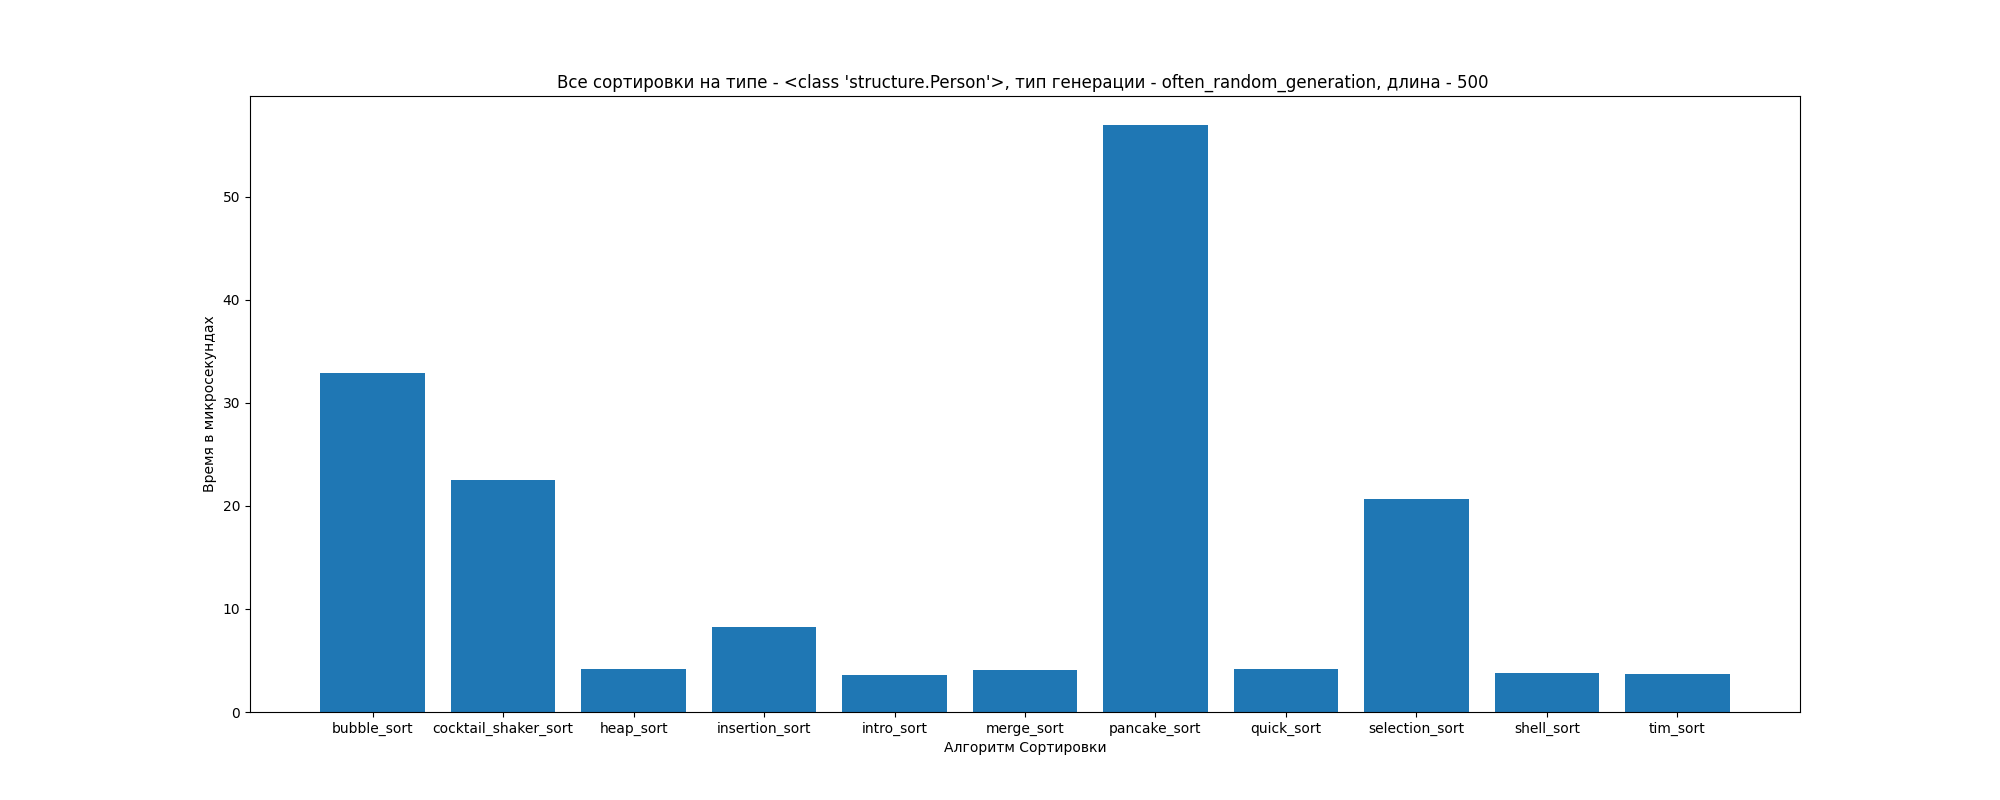 Все сортировки на типе - <class 'structure.Person'>, тип генерации - often_random_generation, длина - 500
Время в микросекундах
50
40
30
20
10
0
bubble_sort cocktail_shaker_sort heap_sort insertion_sort intro_sort merge_sort pancake_sort quick_sort selection_sort shell_sort tim_sort
Алгоритм Сортировки